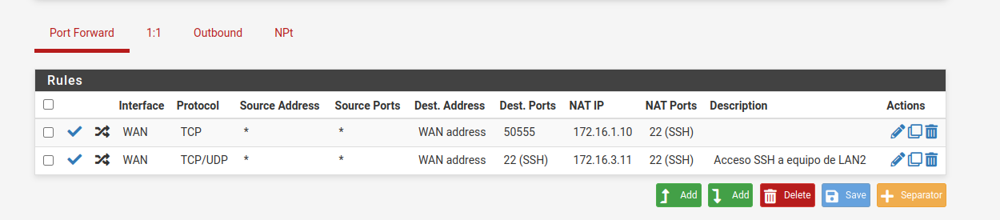 Port Forward 1:1 Outbound NPt
Rules
Interface Protocol Source Address Source Ports Dest. Address Dest. Ports NAT IP NAT Ports Description Actions
WAN TCP * * WAN address 50555 172.16.1.10 22 (SSH)
WAN TCP/UDP * * WAN address 22 (SSH) 172.16.3.11 22 (SSH) Acceso SSH a equipo de LAN2
Add Add Delete Save Separator